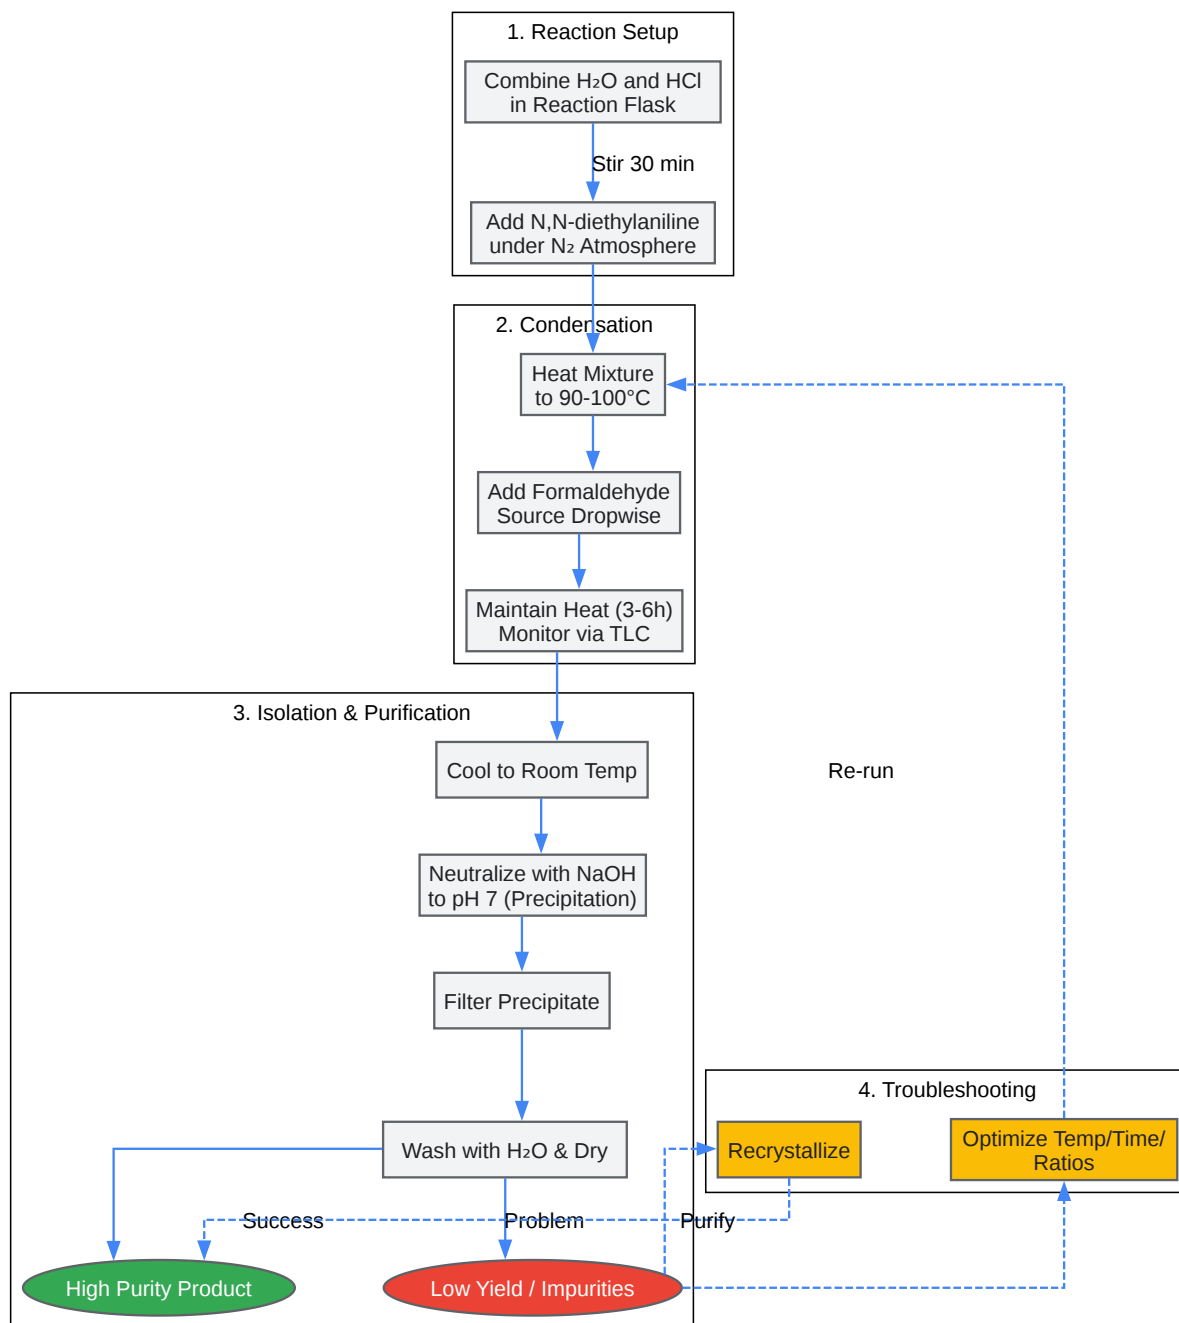 1. Reaction Setup
Combine H₂O and HCl
in Reaction Flask
Stir 30 min
Add N,N-diethylaniline
under N₂ Atmosphere
2. Condensation
Heat Mixture
to 90-100°C
Add Formaldehyde
Source Dropwise
Maintain Heat (3-6h)
Monitor via TLC
3. Isolation & Purification
Cool to Room Temp
Re-run
Neutralize with NaOH
to pH 7 (Precipitation)
Filter Precipitate
4. Troubleshooting
Wash with H₂O & Dry
Recrystallize
Optimize Temp/Time/
Ratios
Success
Problem
Purify
High Purity Product
Low Yield / Impurities